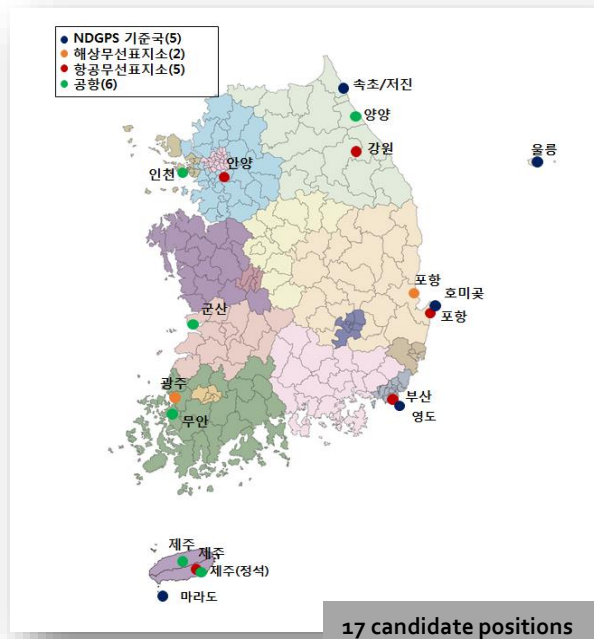 NDGPS 기준국(5)
해상무선표지소(2)
항공무선표지소(5)
공항(6)
속초/저진
양양
강원
울릉
안양
인천
포항
호미곶
포항
군산
광주
무안
부산
영도
제주
제주
제주(정석)
마라도
17 candidate positions